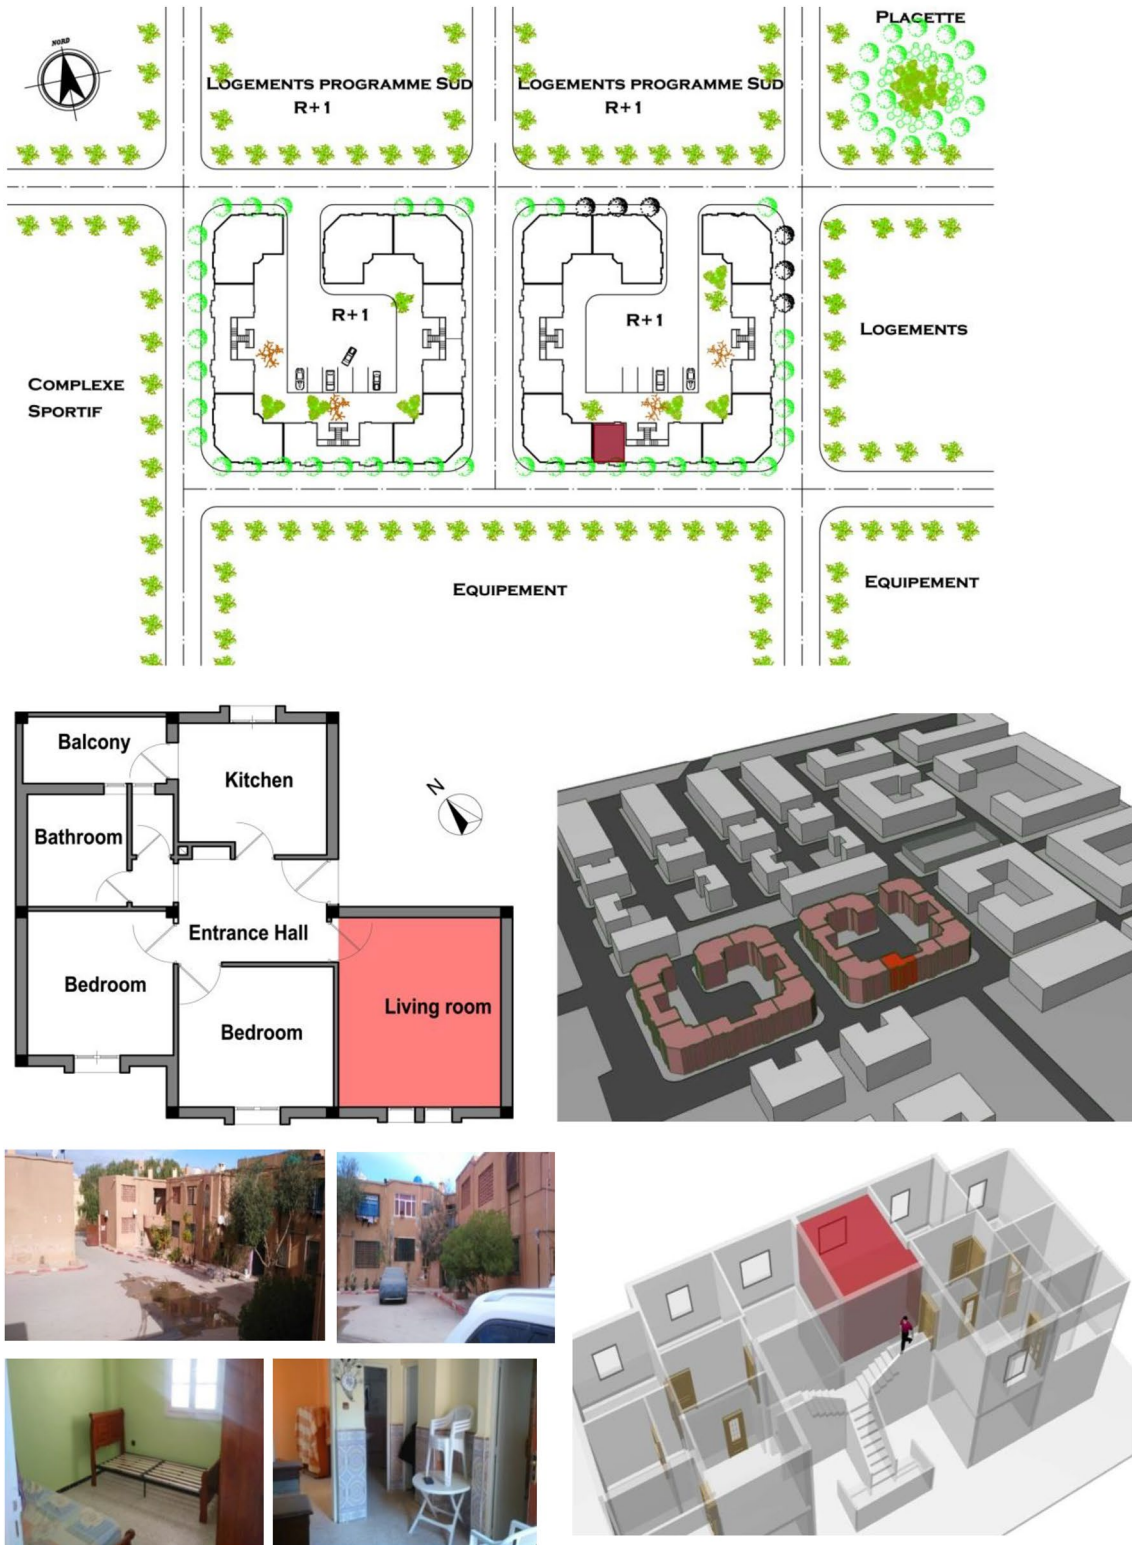 PLACETTE
NORD
LOGEMENTS PROGRAMME SUD
R+1
LOGEMENTS PROGRAMME SUD
R+1
R+1
R+1
LOGEMENTS
COMPLEXE
SPORTIF
EQUIPEMENT
EQUIPEMENT
Balcony
Kitchen
N
Bathroom
Entrance Hall
Bedroom
Living room
Bedroom